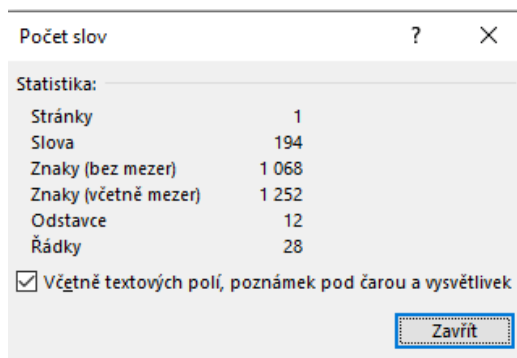 Počet slov ? ×
Statistika:
Stránky 1
Slova 194
Znaky (bez mezer) 1 068
Znaky (včetně mezer) 1 252
Odstavce 12
Řádky 28
Včetně textových polí, poznámek pod čarou a vysvětlivek
Zavřít